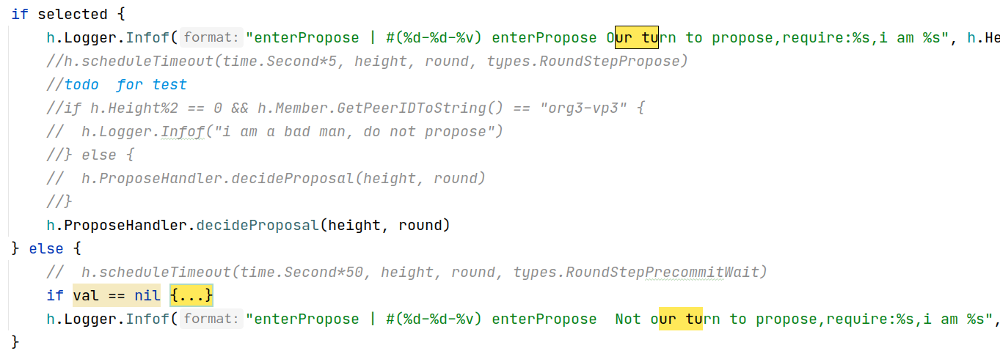 if selected {
h.Logger.Infof( format: "enterPropose | #(%d-%d-%v) enterPropose Our turn to propose,require:%s,i am %s", h.He
//h.scheduleTimeout(time.Second*5, height, round, types.RoundStepPropose)
//todo  for test
//if h.Height%2 == 0 && h.Member.GetPeerIDToString() == "org3-vp3" {
//  h.Logger.Infof("i am a bad man, do not propose")
//} else {
//  h.ProposeHandler.decideProposal(height, round)
//}
h.ProposeHandler.decideProposal(height, round)
} else {
//  h.scheduleTimeout(time.Second*50, height, round, types.RoundStepPrecommitWait)
if val == nil {...}
h.Logger.Infof( format: "enterPropose | #(%d-%d-%v) enterPropose  Not our turn to propose,require:%s,i am %s",
}